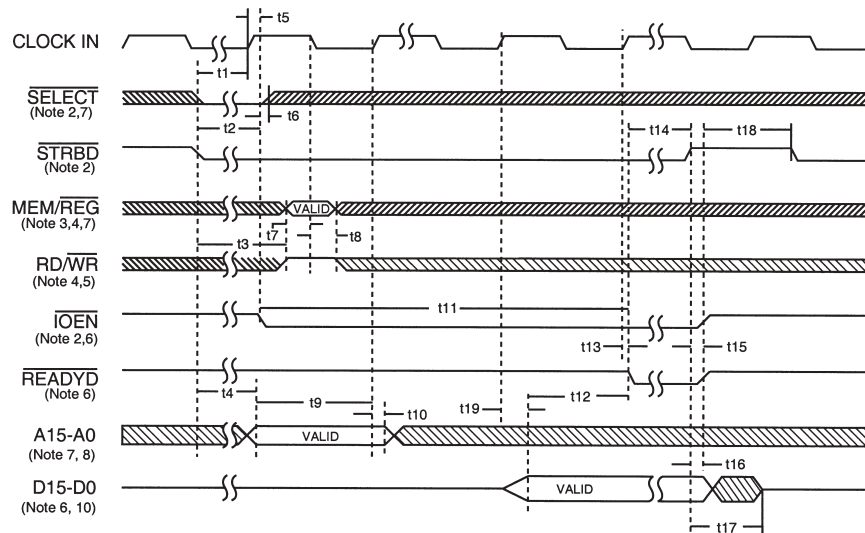 t5
CLOCK IN
t1
SELECT
(Note 2,7)
t2
t6
t14
t18
STRBD
(Note 2)
MEM/REG
(Note 3,4,7)
VALID
t7
t8
t3
RD/WR
(Note 4,5)
t11
IOEN
(Note 2,6)
t13
t15
READYD
(Note 6)
t4
t9
t10
t19
t12
A15-A0
(Note 7, 8)
VALID
t16
D15-D0
(Note 6, 10)
VALID
t17